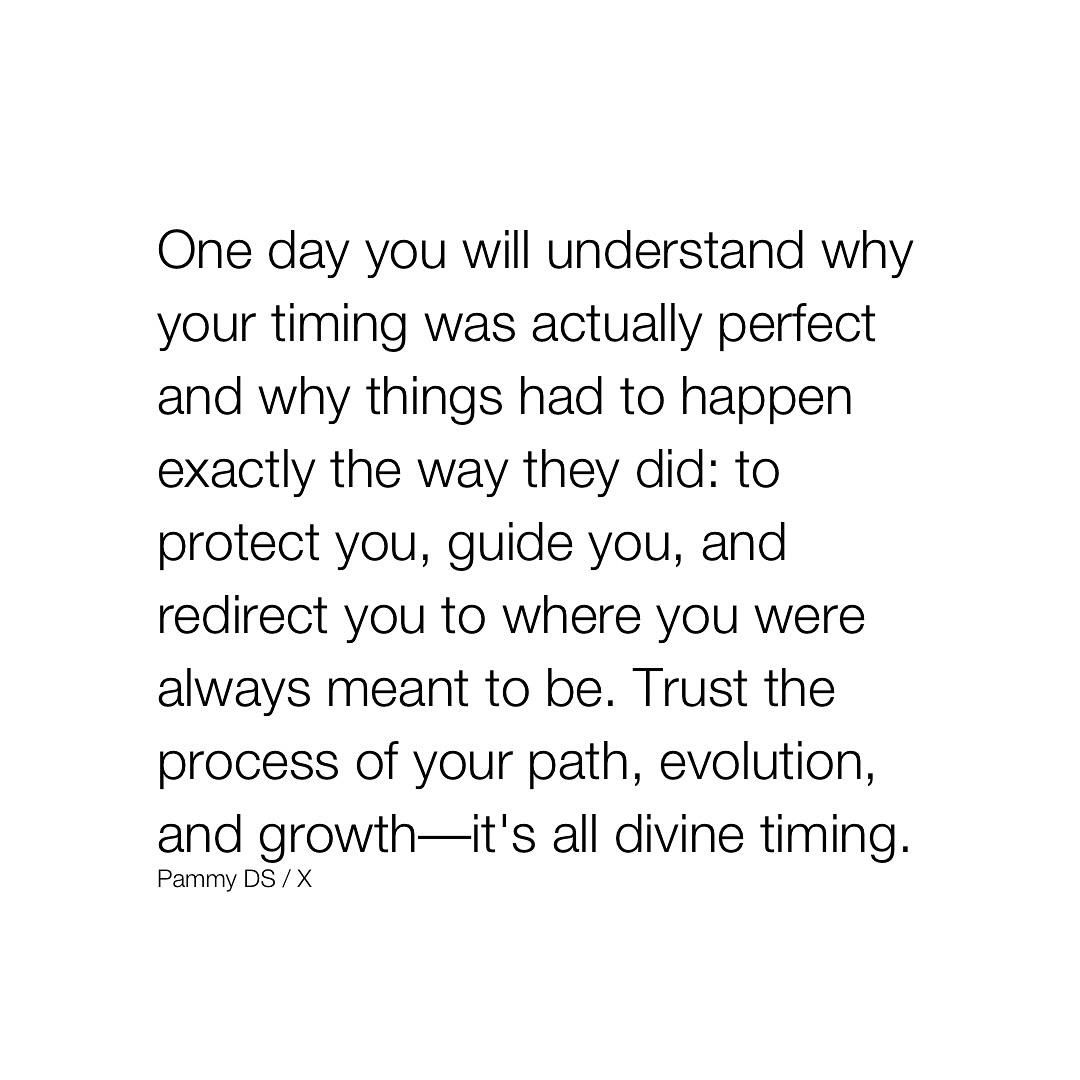 One day you will understand why
your timing was actually perfect
and why things had to happen
exactly the way they did: to
protect you, guide you, and
redirect you to where you were
always meant to be. Trust the
process of your path, evolution,
and growth—it's all divine timing.
Pammy DS / X